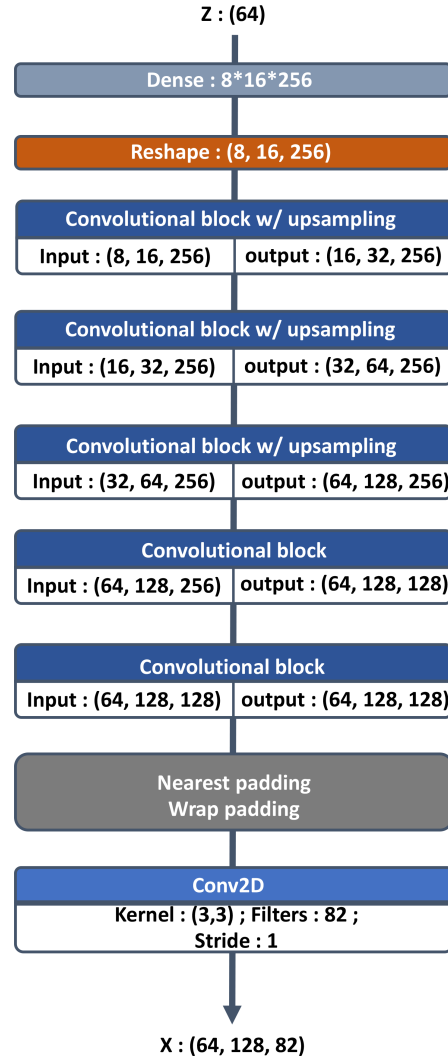 Z : (64)
Dense : 8*16*256
Reshape : (8, 16, 256)
Convolutional block w/ upsampling
Input : (8, 16, 256) output : (16, 32, 256)
Convolutional block w/ upsampling
Input : (16, 32, 256) output : (32, 64, 256)
Convolutional block w/ upsampling
Input : (32, 64, 256) output : (64, 128, 256)
Convolutional block
Input : (64, 128, 256) output : (64, 128, 128)
Convolutional block
Input : (64, 128, 128) output : (64, 128, 128)
Nearest padding
Wrap padding
Conv2D
Kernel : (3,3) ; Filters : 82 ;
Stride : 1
X : (64, 128, 82)